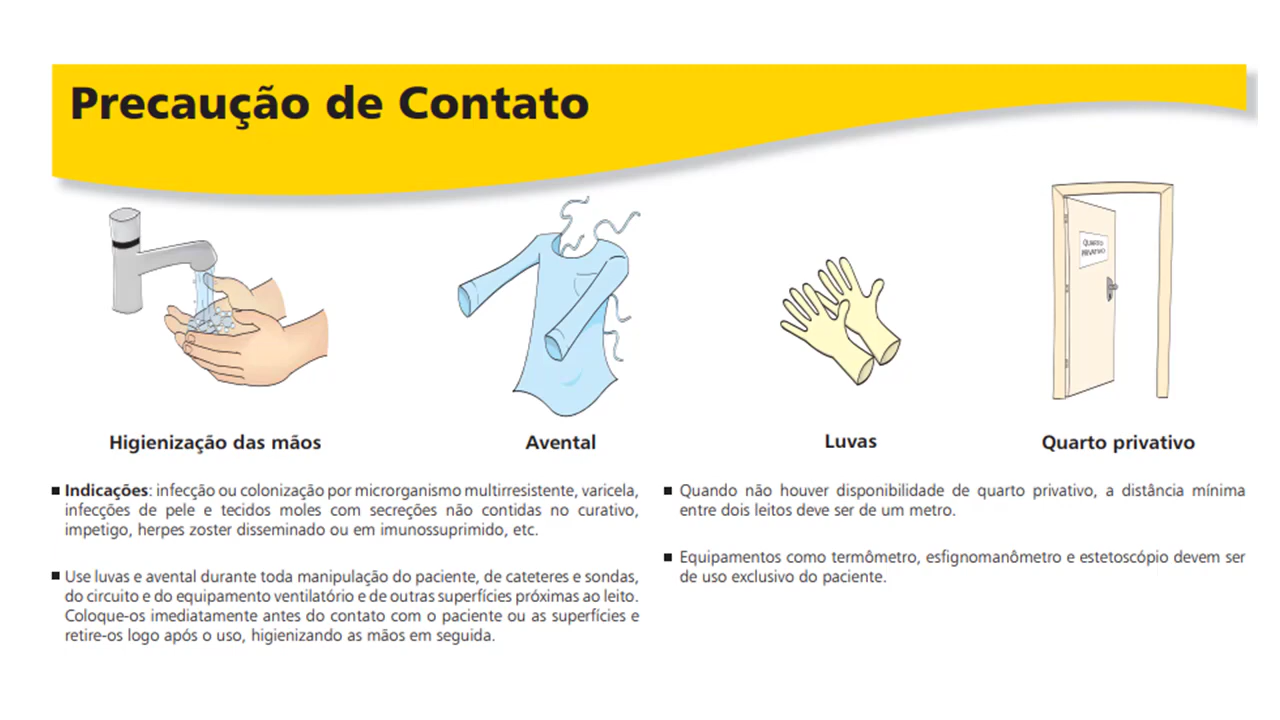 Precaução de Contato
QUARTO
PRIVATIVO
Higienização das mãos
Avental
Luvas
Quarto privativo
■ Indicações: infecção ou colonização por microrganismo multirresistente, varicela,
infecções de pele e tecidos moles com secreções não contidas no curativo,
impetigo, herpes zoster disseminado ou em imunossuprimido, etc.
■ Use luvas e avental durante toda manipulação do paciente, de cateteres e sondas,
do circuito e do equipamento ventilatório e de outras superfícies próximas ao leito.
Coloque-os imediatamente antes do contato com o paciente ou as superfícies e
retire-os logo após o uso, higienizando as mãos em seguida.
■ Quando não houver disponibilidade de quarto privativo, a distância mínima
entre dois leitos deve ser de um metro.
■ Equipamentos como termômetro, esfignomanômetro e estetoscópio devem ser
de uso exclusivo do paciente.